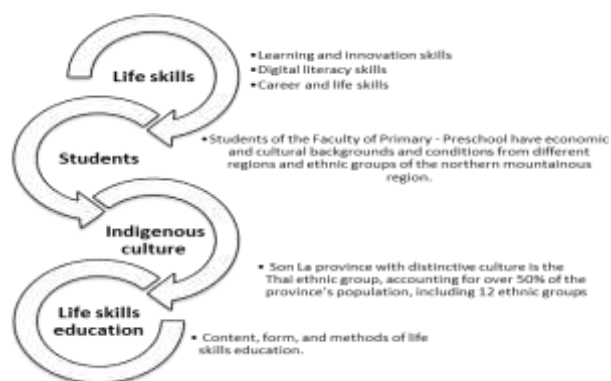 Life skills
•Learning and innovation skills
•Digital literacy skills
•Career and life skills
Students
•Students of the Faculty of Primary - Preschool have economic
and cultural backgrounds and conditions from different
regions and ethnic groups of the northern mountainous
region.
Indigenous
culture
• Son La province with distinctive culture is the
Thai ethnic group, accounting for over 50% of the
province's population, including 12 ethnic groups
Life skills
education
• Content, form, and methods of life
skills education.